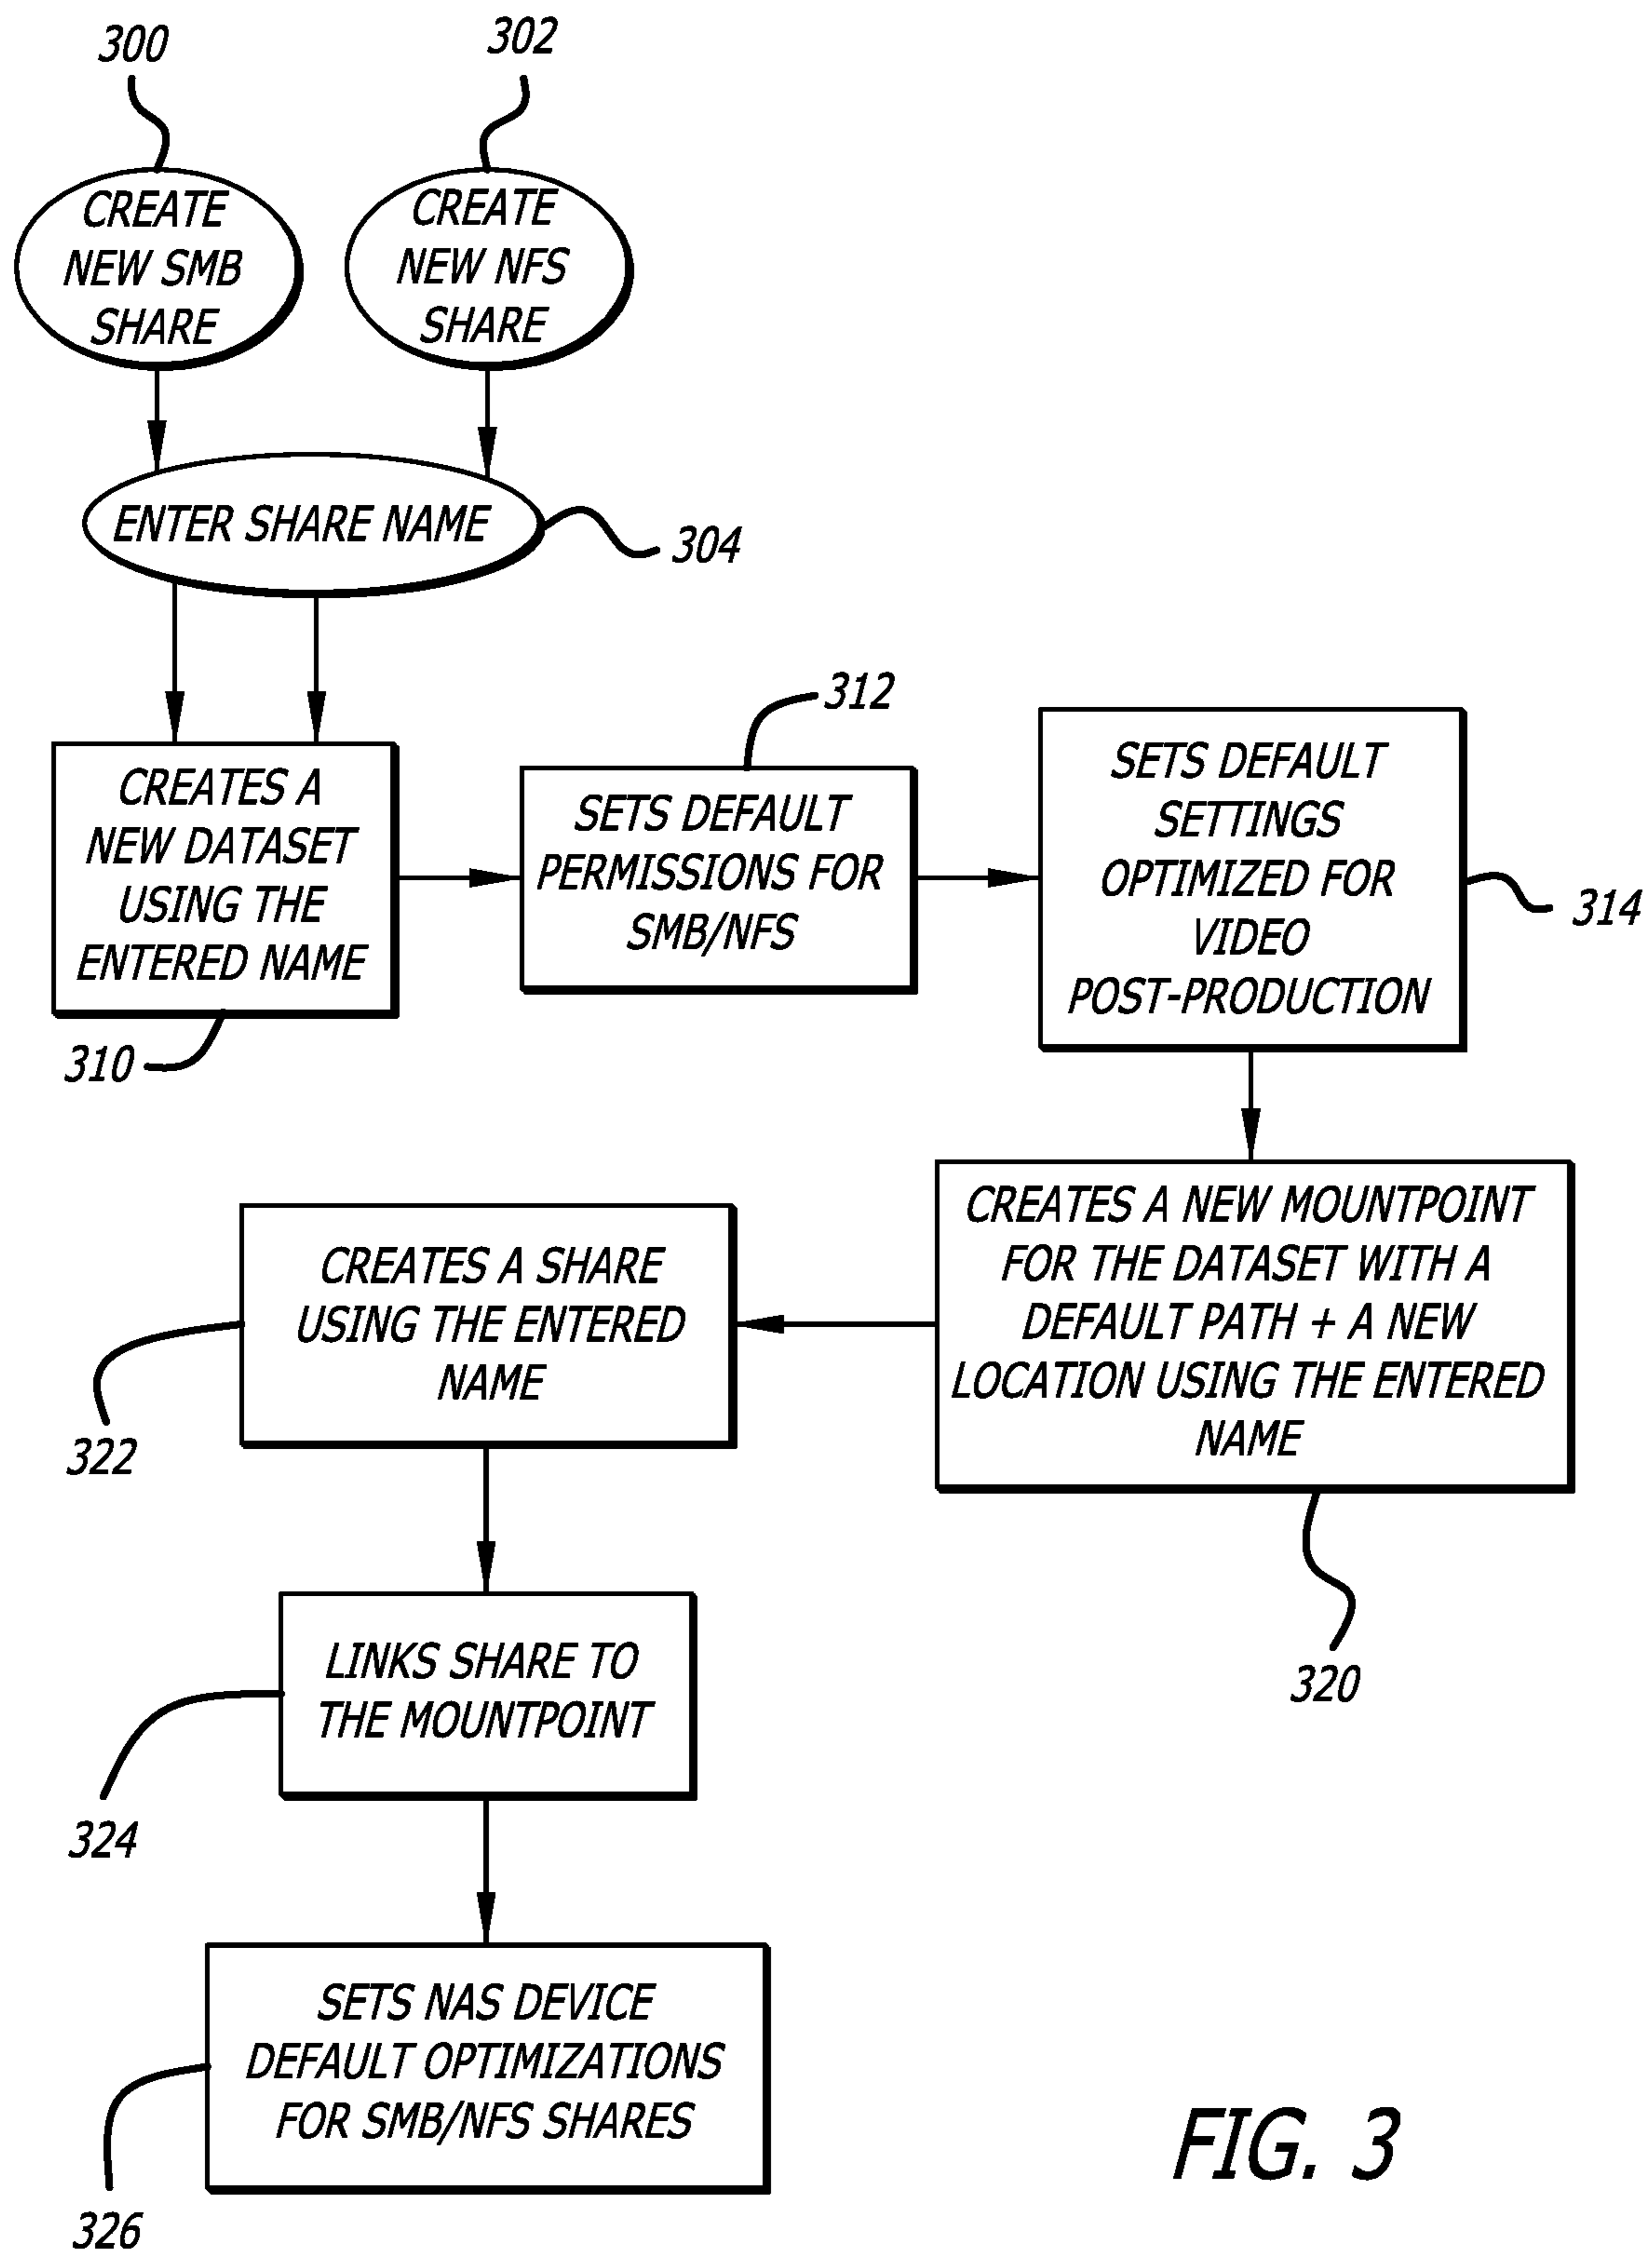 300
302
CREATE
NEW SMB
SHARE
CREATE
NEW NFS
SHARE
ENTER SHARE NAME
304
CREATES A
NEW DATASET
USING THE
ENTERED NAME
310
312
SETS DEFAULT
PERMISSIONS FOR
SMB/NFS
SETS DEFAULT
SETTINGS
OPTIMIZED FOR
VIDEO
POST-PRODUCTION
314
CREATES A NEW MOUNTPOINT
FOR THE DATASET WITH A
DEFAULT PATH + A NEW
LOCATION USING THE ENTERED
NAME
320
CREATES A SHARE
USING THE ENTERED
NAME
322
LINKS SHARE TO
THE MOUNTPOINT
324
SETS NAS DEVICE
DEFAULT OPTIMIZATIONS
FOR SMB/NFS SHARES
326
FIG. 3